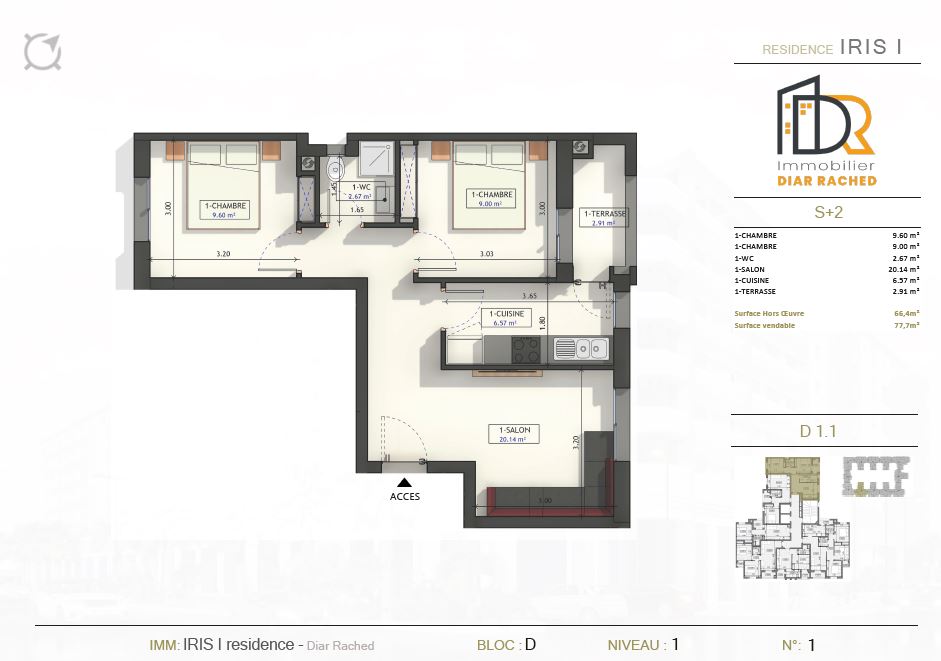 RESIDENCE IRIS I
Immobilier
DIAR RACHED
S+2
1-CHAMBRE 9.60 m²
1-CHAMBRE 9.00 m²
1-WC 2.67 m²
1-SALON 20.14 m²
1-CUISINE 6.57 m²
1-TERRASSE 2.91 m²
Surface Hors Œuvre 66,4m²
Surface vendable 77,7m²
D 1.1
1-CHAMBRE
9.60 m²
3.00
3.20
1-WC
2.67 m²
1.45
1.65
1-CHAMBRE
9.00 m²
3.00
3.03
1-TERRASSE
2.91 m²
3.65
1-CUISINE
6.57 m²
1.80
1-SALON
20.14 m²
3.20
3.00
ACCES
IMM: IRIS I residence - Diar Rached
BLOC : D
NIVEAU : 1
N°: 1